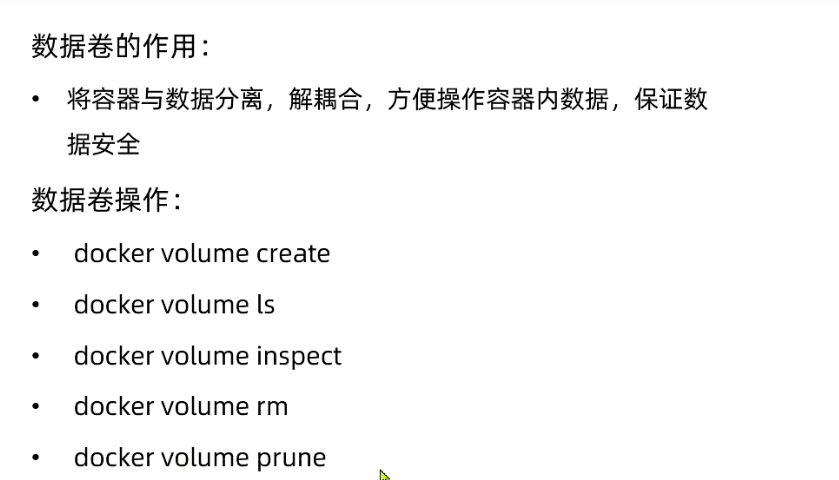 数据卷的作用：
• 将容器与数据分离，解耦合，方便操作容器内数据，保证数
据安全
数据卷操作：
• docker volume create
• docker volume ls
• docker volume inspect
• docker volume rm
• docker volume prune